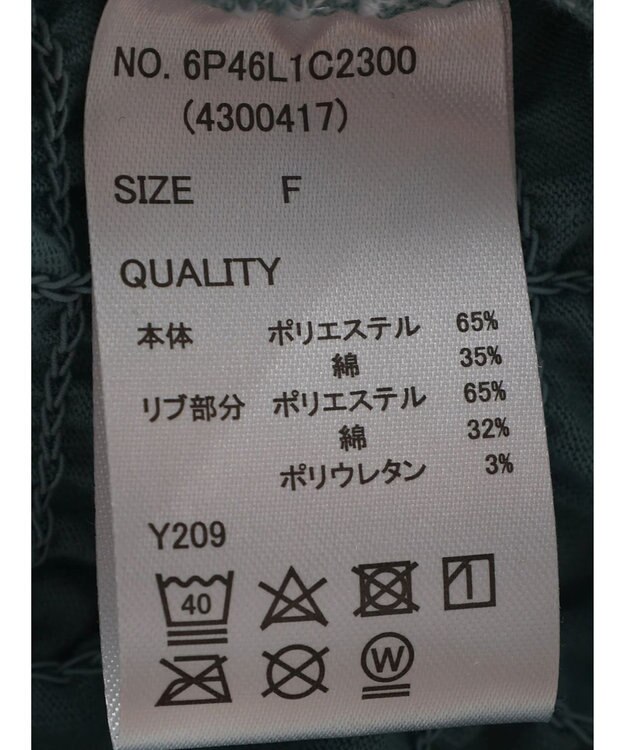 NO. 6P46L1C2300
(4300417)
SIZE F
QUALITY
本体 ポリエステル 65%
綿 35%
リブ部分 ポリエステル 65%
綿 32%
ポリウレタン 3%
Y209
40
W